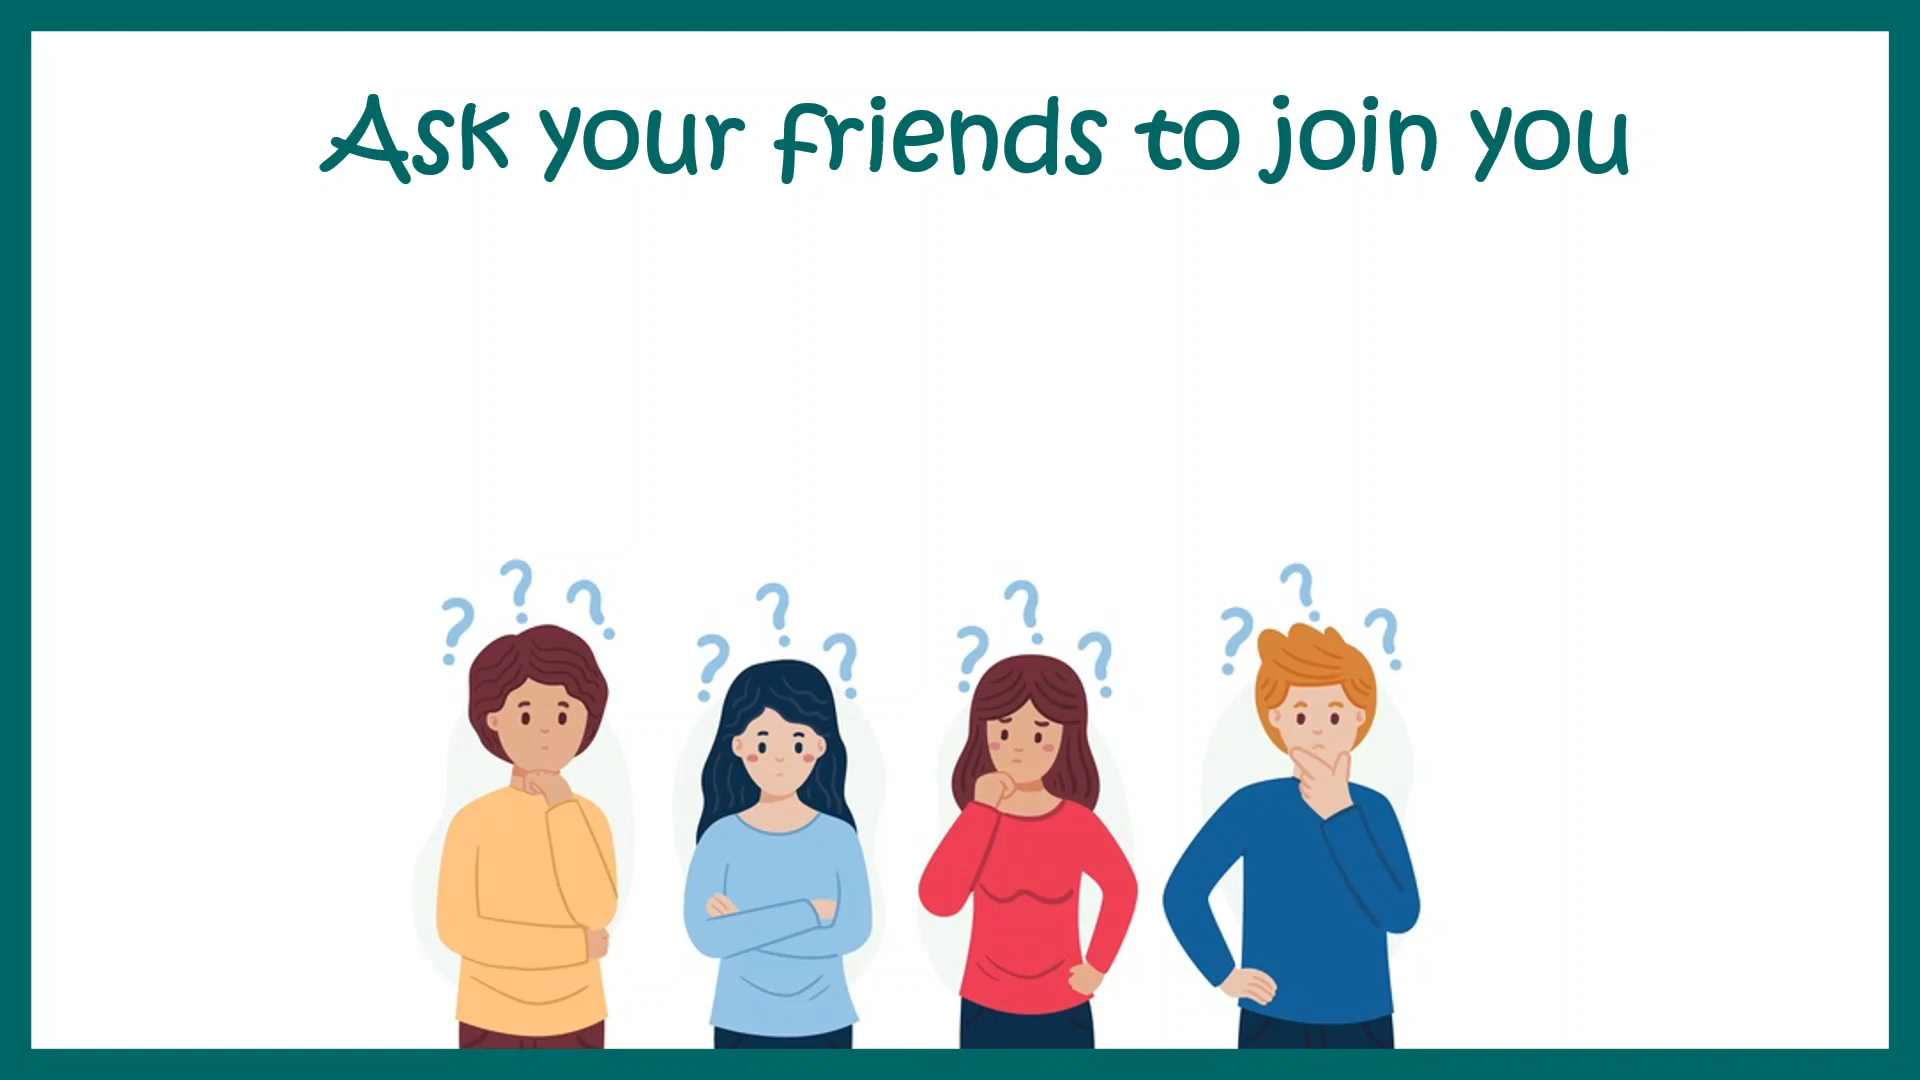 Ask your friends to join you
? ? ? ? ? ? ? ? ? ? ? ?